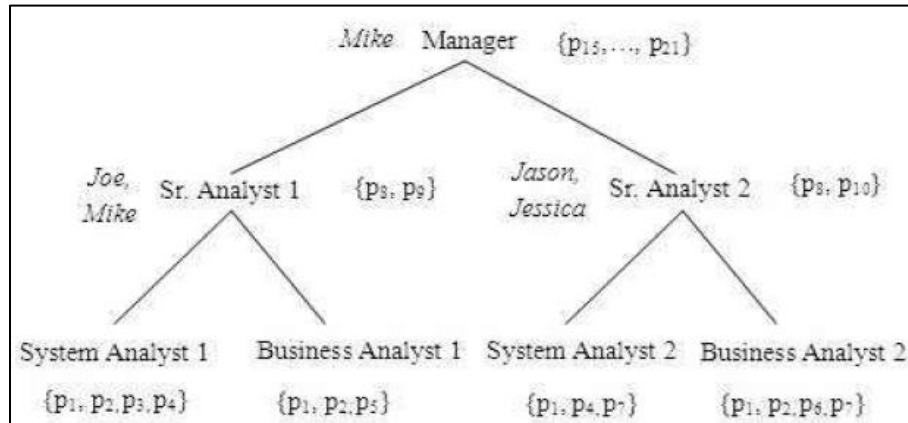 Mike Manager {p₁₅,…, p₂₁}
Joe,
Mike Sr. Analyst 1 {p₈, p₉}
Jason,
Jessica Sr. Analyst 2 {p₈, p₁₀}
System Analyst 1 Business Analyst 1 System Analyst 2 Business Analyst 2
{p₁, p₂,p₃,p₄} {p₁, p₂,p₅} {p₁, p₄,p₇} {p₁, p₂,p₆,p₇}